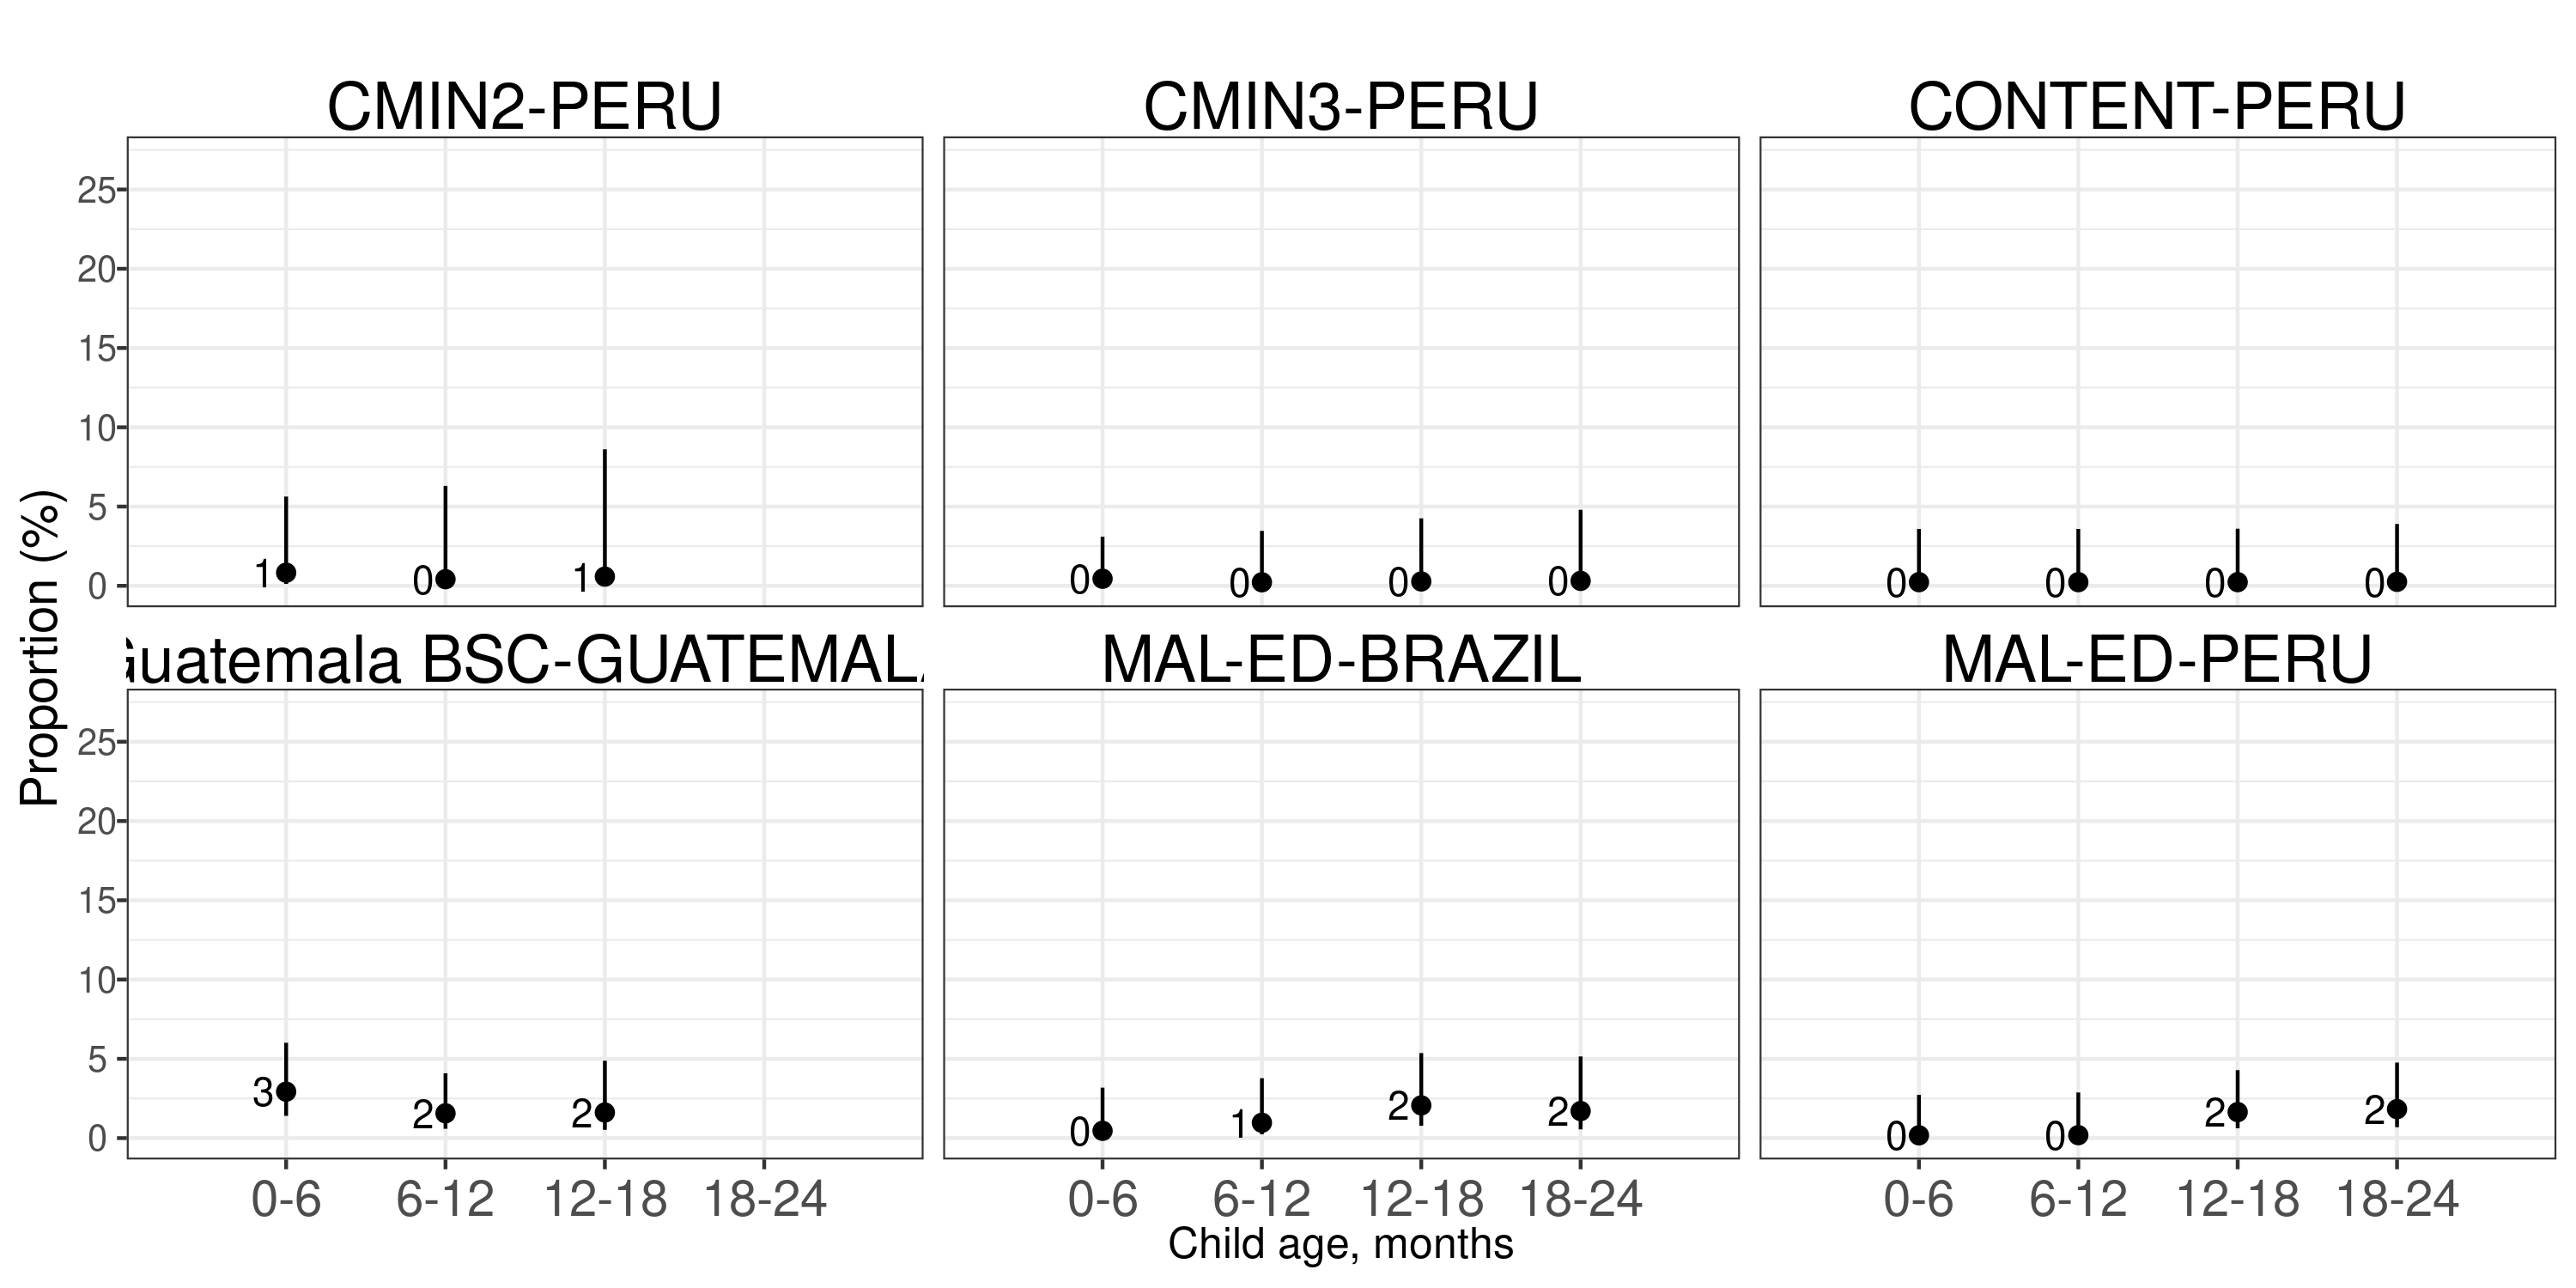 CMIN2-PERU CMIN3-PERU CONTENT-PERU
25
20
15
10
5
0
1 0 1
0 0 0 0
0 0 0 0
Proportion (%)
Guatemala BSC-GUATEMALA MAL-ED-BRAZIL MAL-ED-PERU
25
20
15
10
5
0
3 2 2
0 1 2 2
0 0 2 2
0-6 6-12 12-18 18-24 0-6 6-12 12-18 18-24 0-6 6-12 12-18 18-24
Child age, months